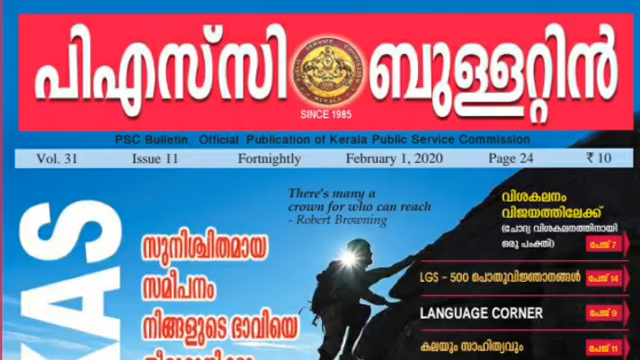 പിഎസ്‌സി ബുള്ളറ്റിൻ
SINCE 1985
PSC Bulletin, Official Publication of Kerala Public Service Commission
Vol. 31 Issue 11 Fortnightly February 1, 2020 Page 24 ₹ 10
There's many a
crown for who can reach
- Robert Browning
KAS
സുനിശ്ചിതമായ
സമീപനം
നിങ്ങളുടെ ഭാവിയെ
വിശകലനം
വിജയത്തിലേക്ക്
(ചോദ്യ വിശകലനത്തിനായി
ഒരു പംക്തി) പേജ് 7
LGS - 500 പൊതുവിജ്ഞാനങ്ങൾ പേജ് 14
LANGUAGE CORNER പേജ് 9
കലയും സാഹിത്യവും പേജ് 11